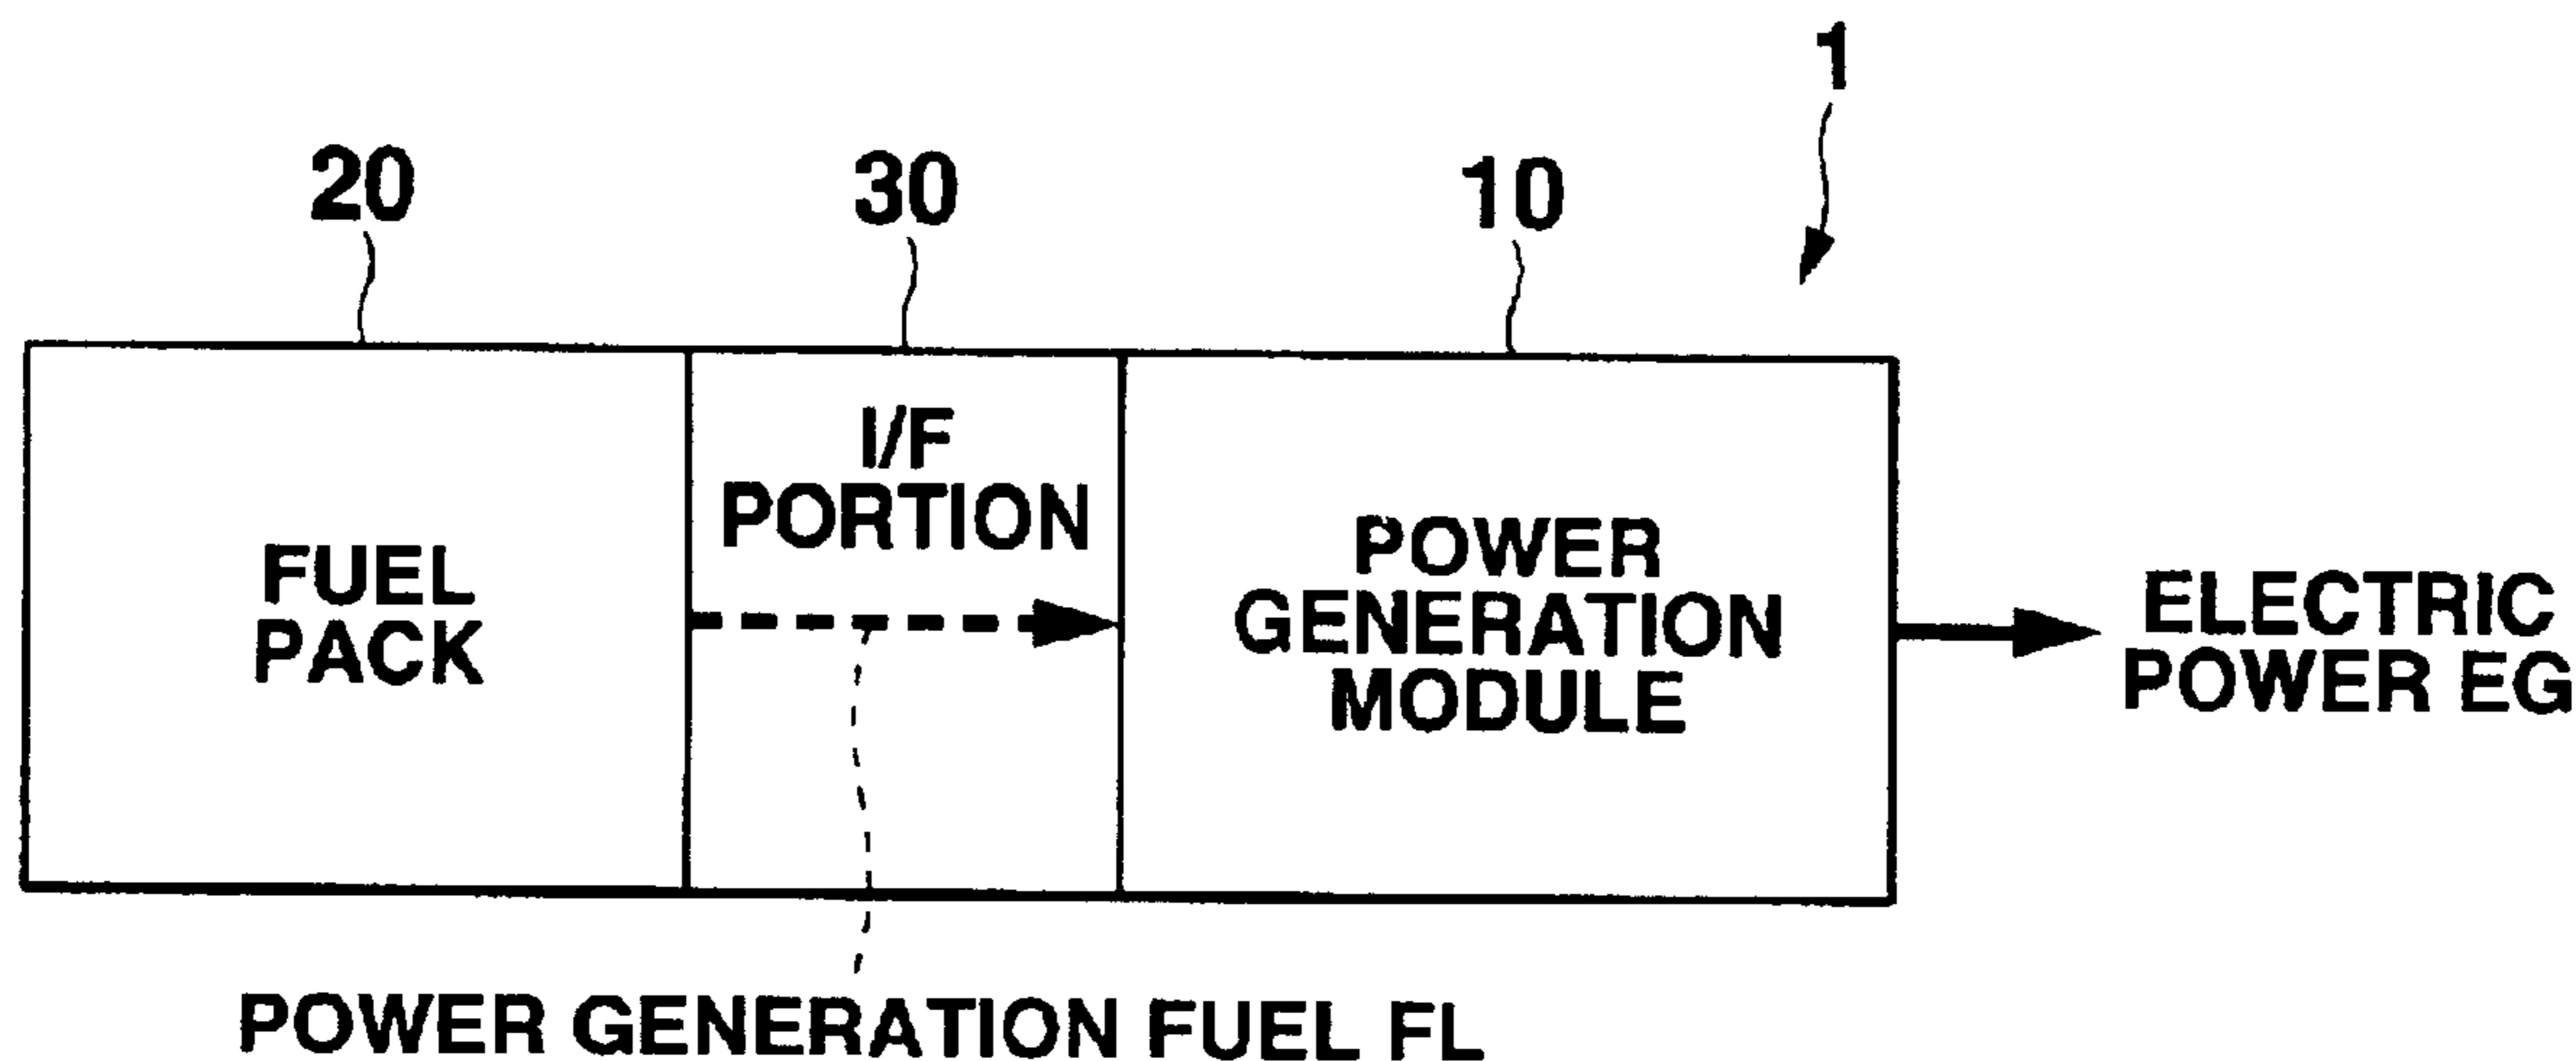 1
20
30
10
I/F
PORTION
FUEL
PACK
POWER
GENERATION
MODULE
ELECTRIC
POWER EG
POWER GENERATION FUEL FL